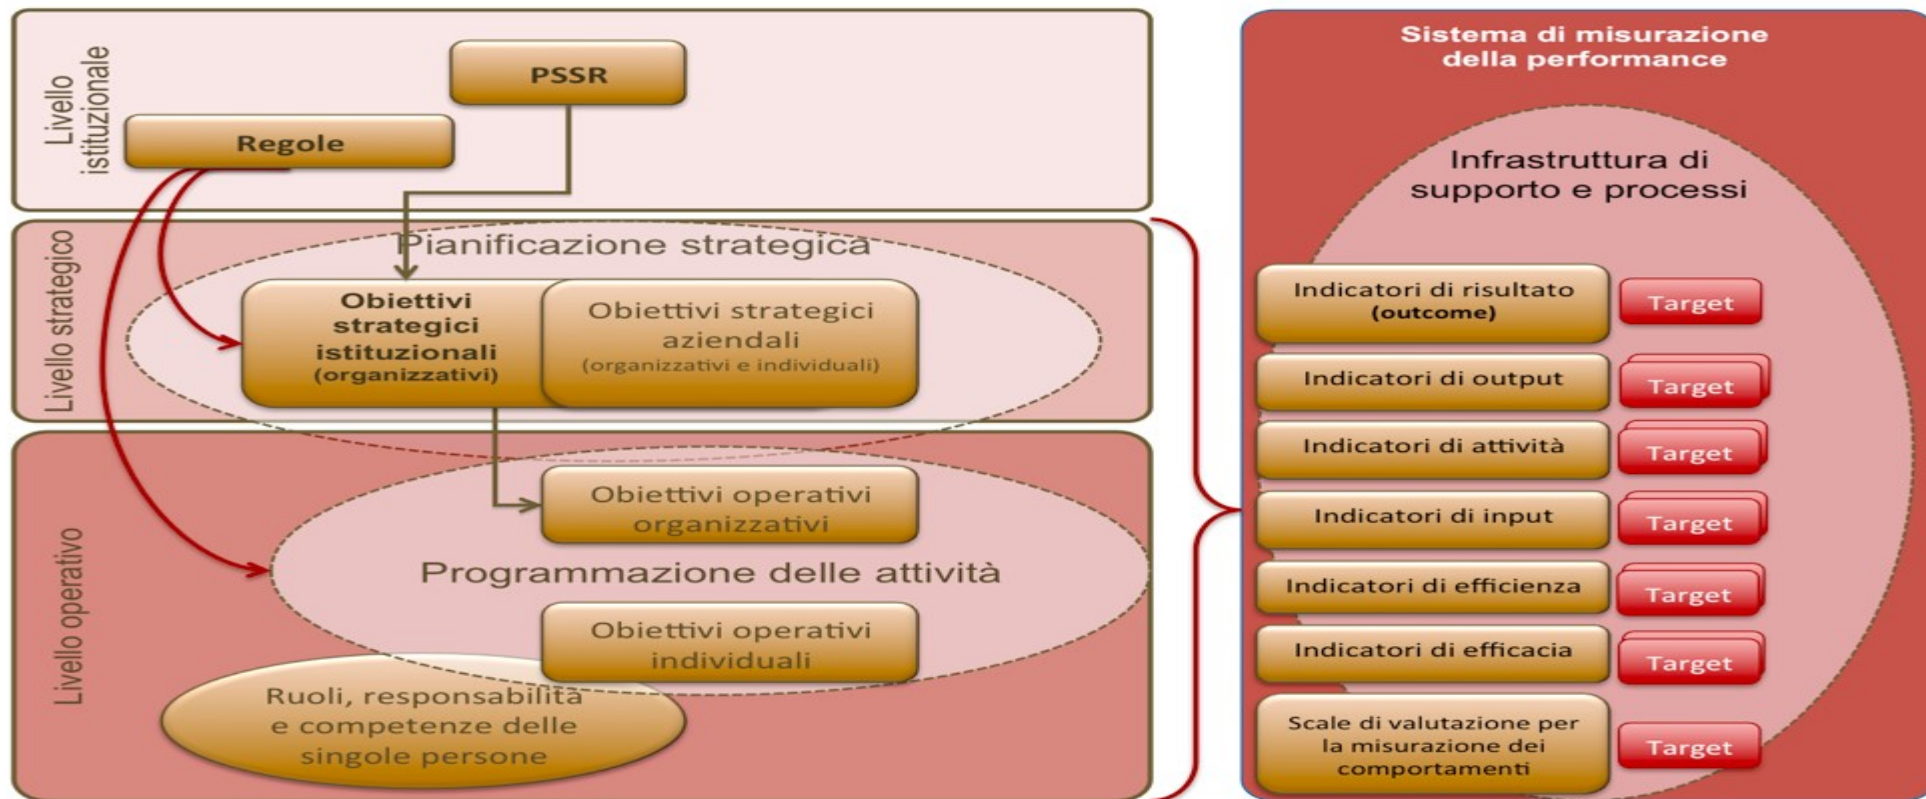 Livello
istituzionale
PSSR
Regole
Livello strategico
Pianificazione strategica
Obiettivi
strategici
istituzionali
(organizzativi)
Obiettivi strategici
aziendali
(organizzativi e individuali)
Livello operativo
Obiettivi operativi
organizzativi
Programmazione delle attività
Obiettivi operativi
individuali
Ruoli, responsabilità
e competenze delle
singole persone
Sistema di misurazione
della performance
Infrastruttura di
supporto e processi
Indicatori di risultato
(outcome)
Target
Indicatori di output
Target
Indicatori di attività
Target
Indicatori di input
Target
Indicatori di efficienza
Target
Indicatori di efficacia
Target
Scale di valutazione per
la misurazione dei
comportamenti
Target